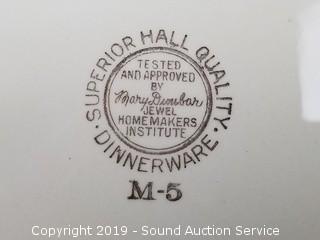 · SUPERIOR HALL QUALITY ·
TESTED
AND APPROVED
BY
Mary Dunbar
JEWEL
HOMEMAKERS
INSTITUTE
DINNERWARE
M-5
Copyright 2019 - Sound Auction Service